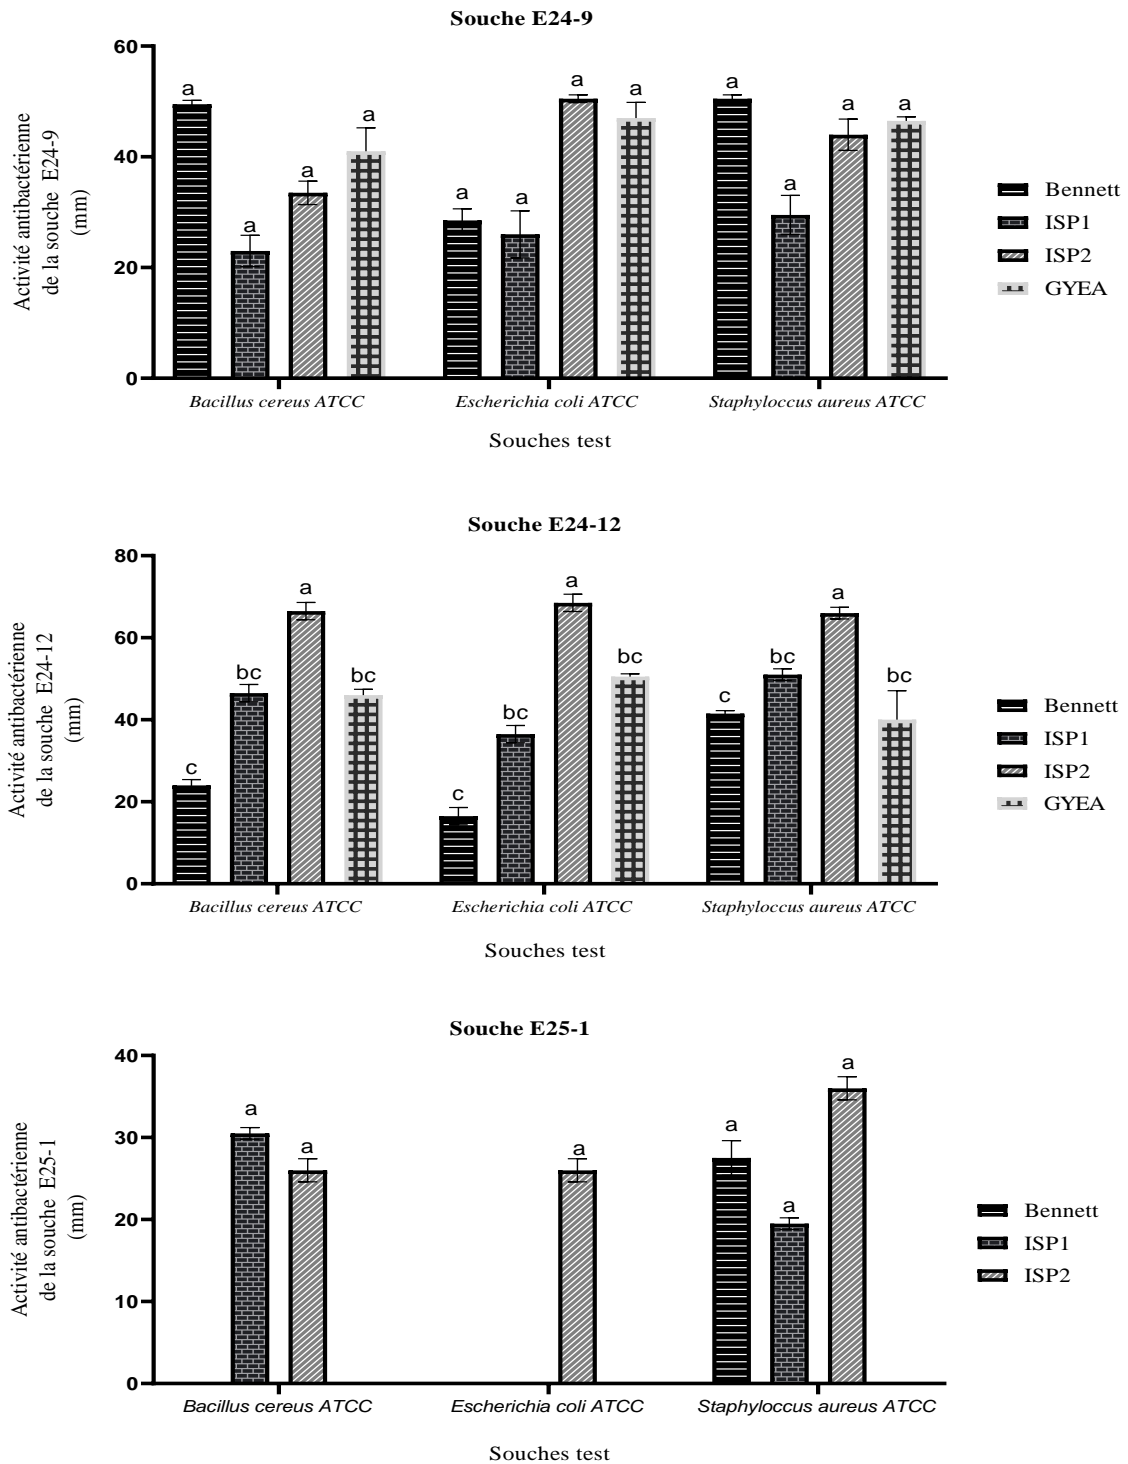 Souche E24-9
Activité antibactérienne
de la souche E24-9
(mm)
60
40
20
0
a a a a a a a a a a a a
Bacillus cereus ATCC
Escherichia coli ATCC
Staphyloccus aureus ATCC
Souches test
Bennett
ISP1
ISP2
GYEA
Souche E24-12
Activité antibactérienne
de la souche E24-12
(mm)
80
60
40
20
0
c bc a bc c bc a bc c bc a bc
Bacillus cereus ATCC
Escherichia coli ATCC
Staphyloccus aureus ATCC
Souches test
Bennett
ISP1
ISP2
GYEA
Souche E25-1
Activité antibactérienne
de la souche E25-1
(mm)
40
30
20
10
0
a a a a a a
Bacillus cereus ATCC
Escherichia coli ATCC
Staphyloccus aureus ATCC
Souches test
Bennett
ISP1
ISP2